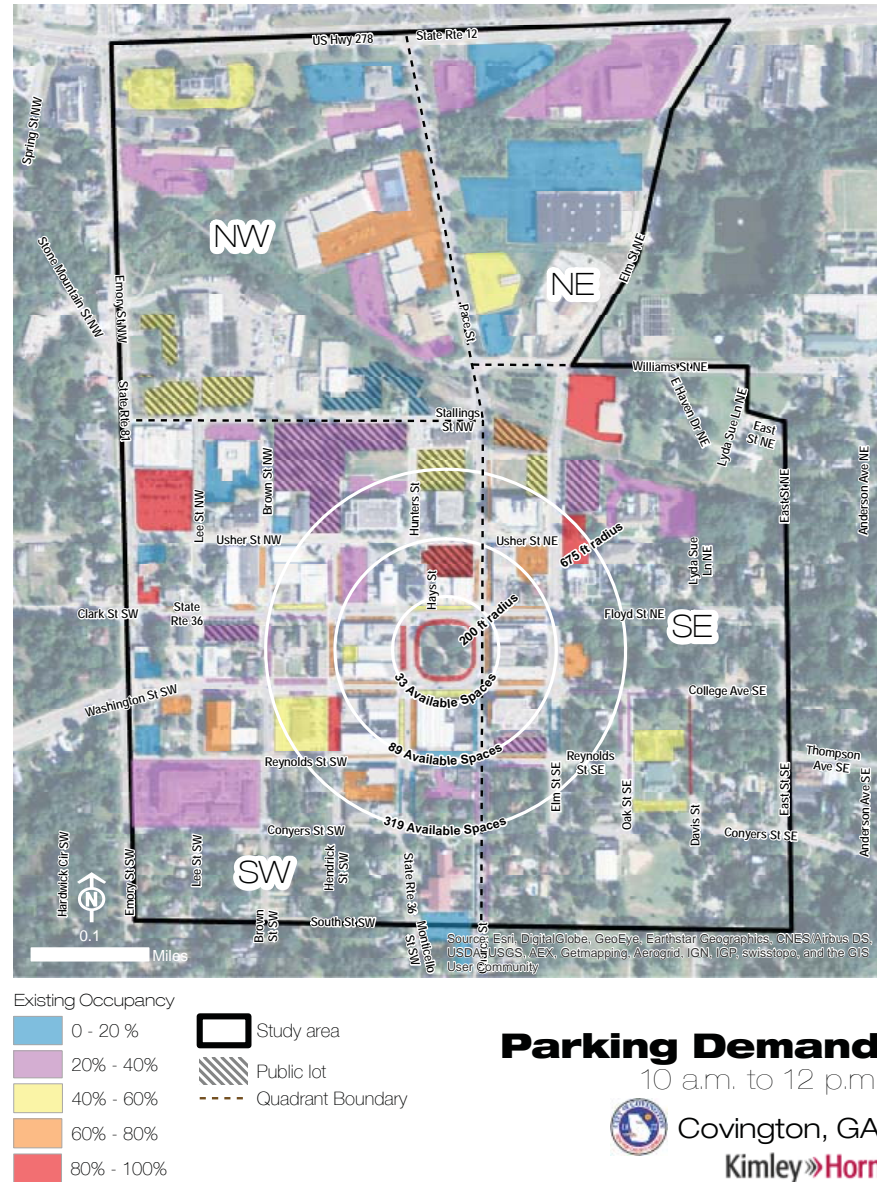 US Hwy 278
State Rte 12
Spring St NW
NW
Stone Mountain St NW
Emory St NW
NE
Elm St NE
Pace St
Williams St NE
E Haven Dr NE
Lyda Sue Ln NE
East
St NE
State Rte 81
Stallings
St NW
Brown St NW
Hunters St
Lee St NW
East St NE
Anderson Ave NE
Usher St NW
Usher St NE
675 ft radius
Lyda Sue
Ln NE
Hays St
Clark St SW
State
Rte 36
200 ft radius
Floyd St NE
SE
33 Available Spaces
Washington St SW
College Ave SE
89 Available Spaces
Reynolds St SW
Reynolds
St SE
Thompson
Ave SE
Elm St SE
Oak St SE
Davis St
East St SE
Anderson Ave SE
319 Available Spaces
Conyers St SW
Conyers St SE
Hardwick Clr SW
Emory St SW
Lee St SW
SW
Hendrick
St SW
State Rte 36
N
0.1
Miles
Brown
St SW
South St SW
Monticello
St SW
Church St
Source: Esri, DigitalGlobe, GeoEye, Earthstar Geographics, CNES/Airbus DS,
USDA, USGS, AEX, Getmapping, Aerogrid, IGN, IGP, swisstopo, and the GIS
User Community
Existing Occupancy
0 - 20 %
20% - 40%
40% - 60%
60% - 80%
80% - 100%
Study area
Public lot
Quadrant Boundary
Parking Demand
10 a.m. to 12 p.m
Covington, GA
Kimley»Horn